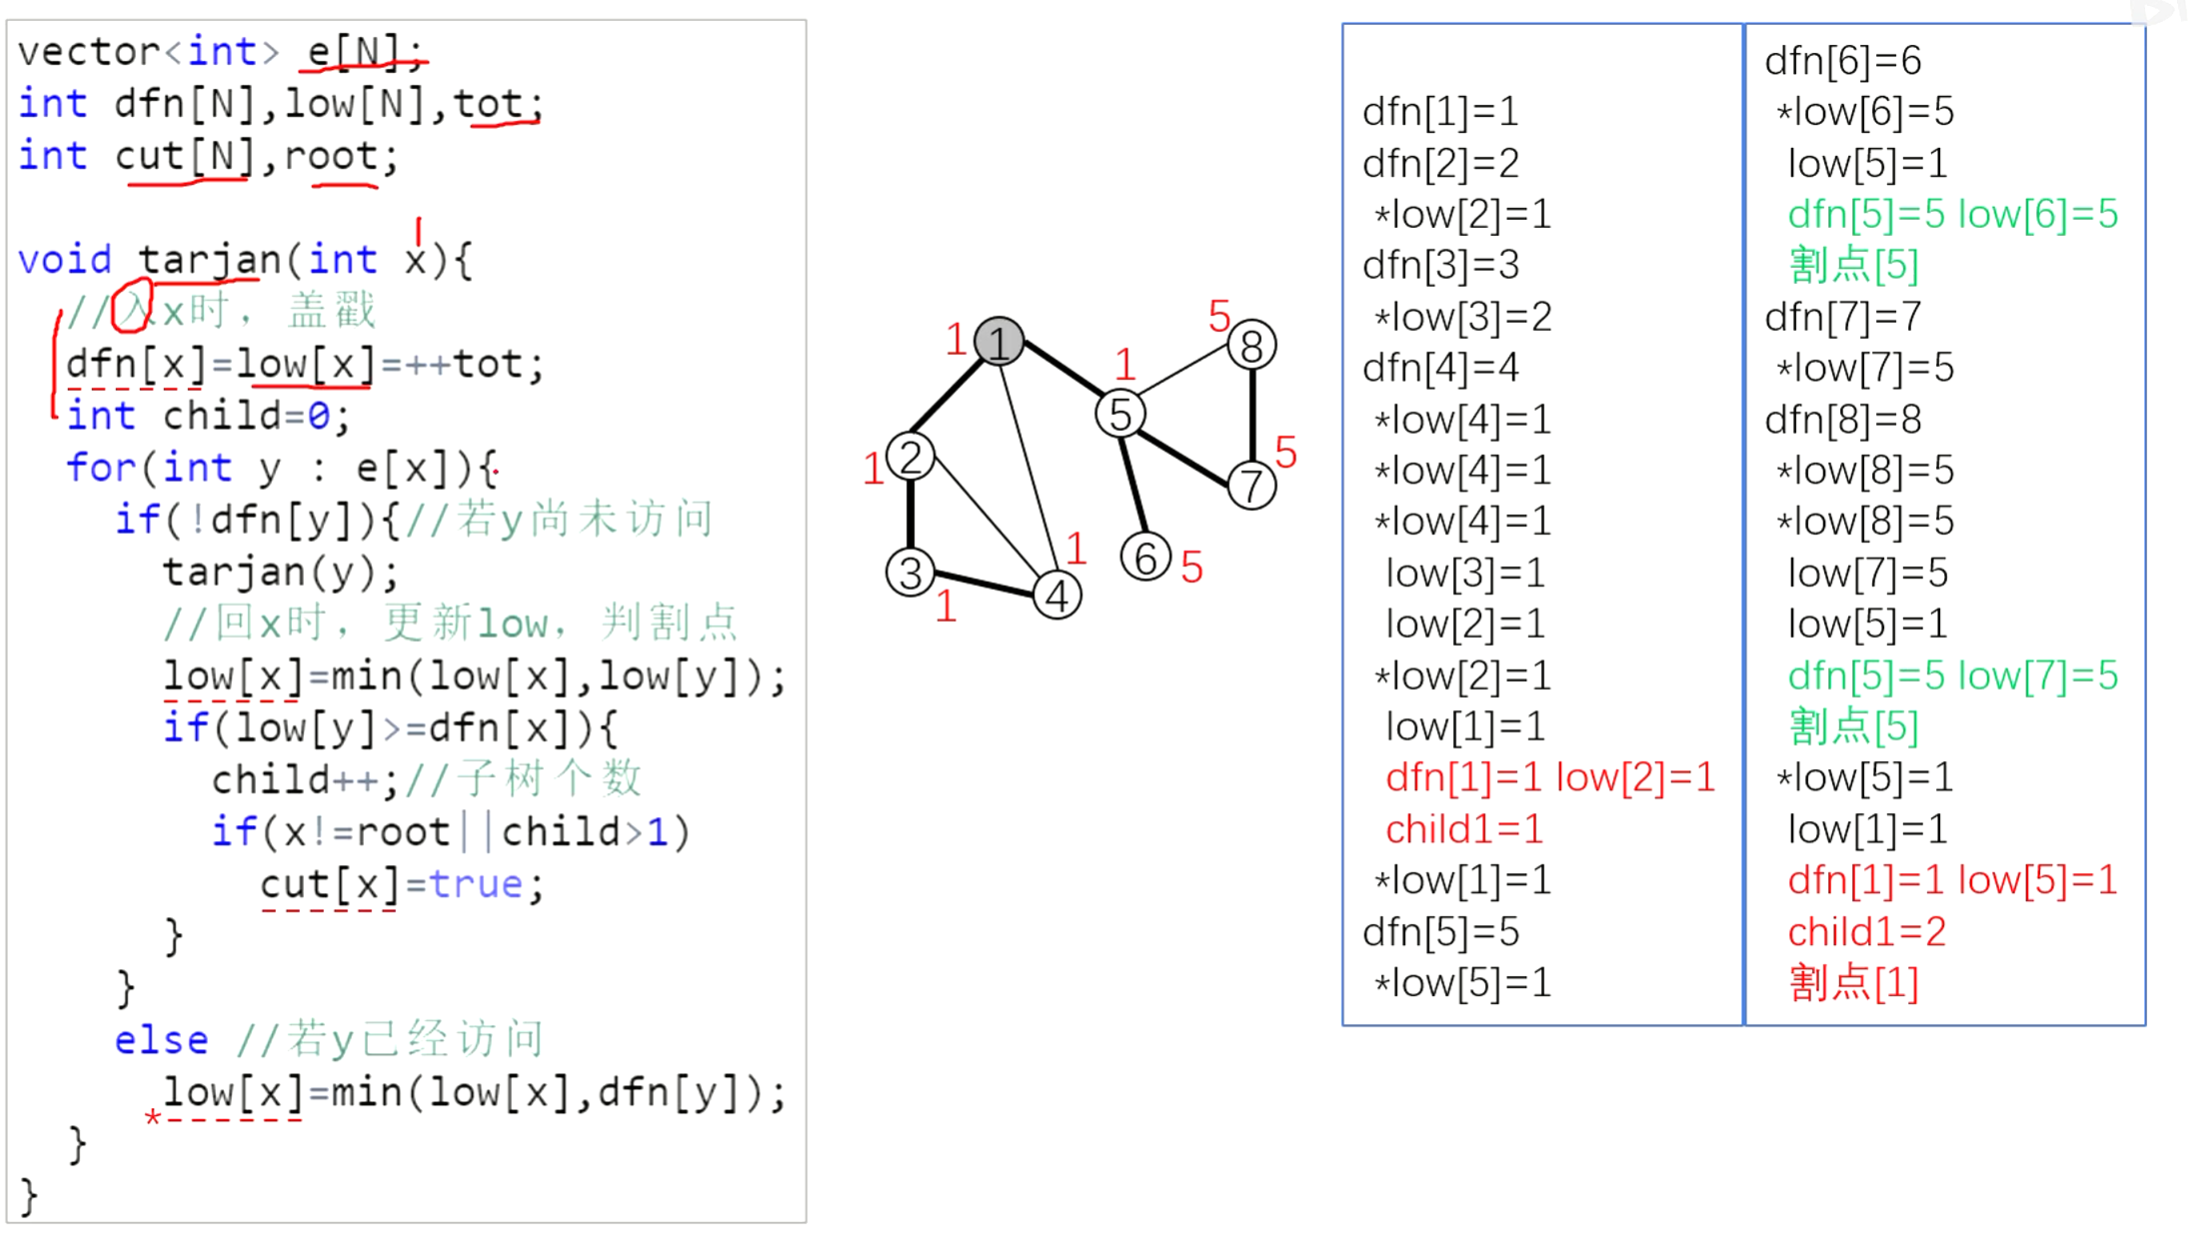 vector<int> e[N];
int dfn[N],low[N],tot;
int cut[N],root;
void tarjan(int x){
//入x时，盖戳
dfn[x]=low[x]=++tot;
int child=0;
for(int y : e[x]){
if(!dfn[y]){//若y尚未访问
tarjan(y);
//回x时，更新low，判割点
low[x]=min(low[x],low[y]);
if(low[y]>=dfn[x]){
child++;//子树个数
if(x!=root||child>1)
cut[x]=true;
}
}
else //若y已经访问
*low[x]=min(low[x],dfn[y]);
}
}
1
1
5
8
1
5
1
2
5
7
1
3
1
4
6
5
dfn[1]=1
dfn[2]=2
*low[2]=1
dfn[3]=3
*low[3]=2
dfn[4]=4
*low[4]=1
*low[4]=1
*low[4]=1
low[3]=1
low[2]=1
*low[2]=1
low[1]=1
dfn[1]=1 low[2]=1
child1=1
*low[1]=1
dfn[5]=5
*low[5]=1
dfn[6]=6
*low[6]=5
low[5]=1
dfn[5]=5 low[6]=5
割点[5]
dfn[7]=7
*low[7]=5
dfn[8]=8
*low[8]=5
*low[8]=5
low[7]=5
low[5]=1
dfn[5]=5 low[7]=5
割点[5]
*low[5]=1
low[1]=1
dfn[1]=1 low[5]=1
child1=2
割点[1]